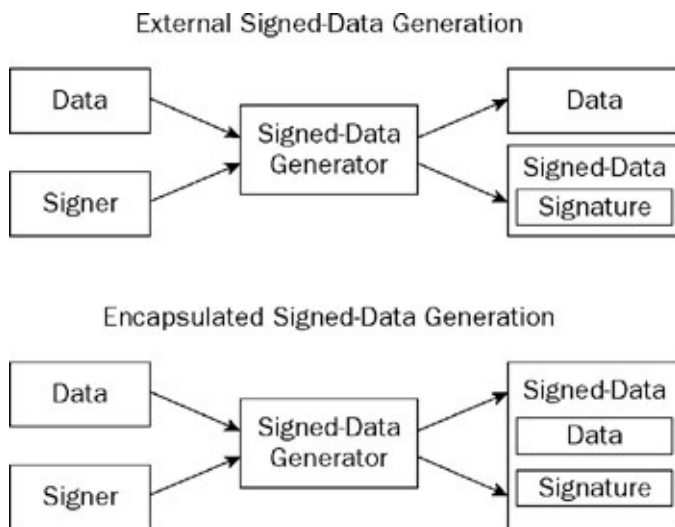 External Signed-Data Generation
Data
Signer
Signed-Data
Generator
Data
Signed-Data
Signature
Encapsulated Signed-Data Generation
Data
Signer
Signed-Data
Generator
Signed-Data
Data
Signature